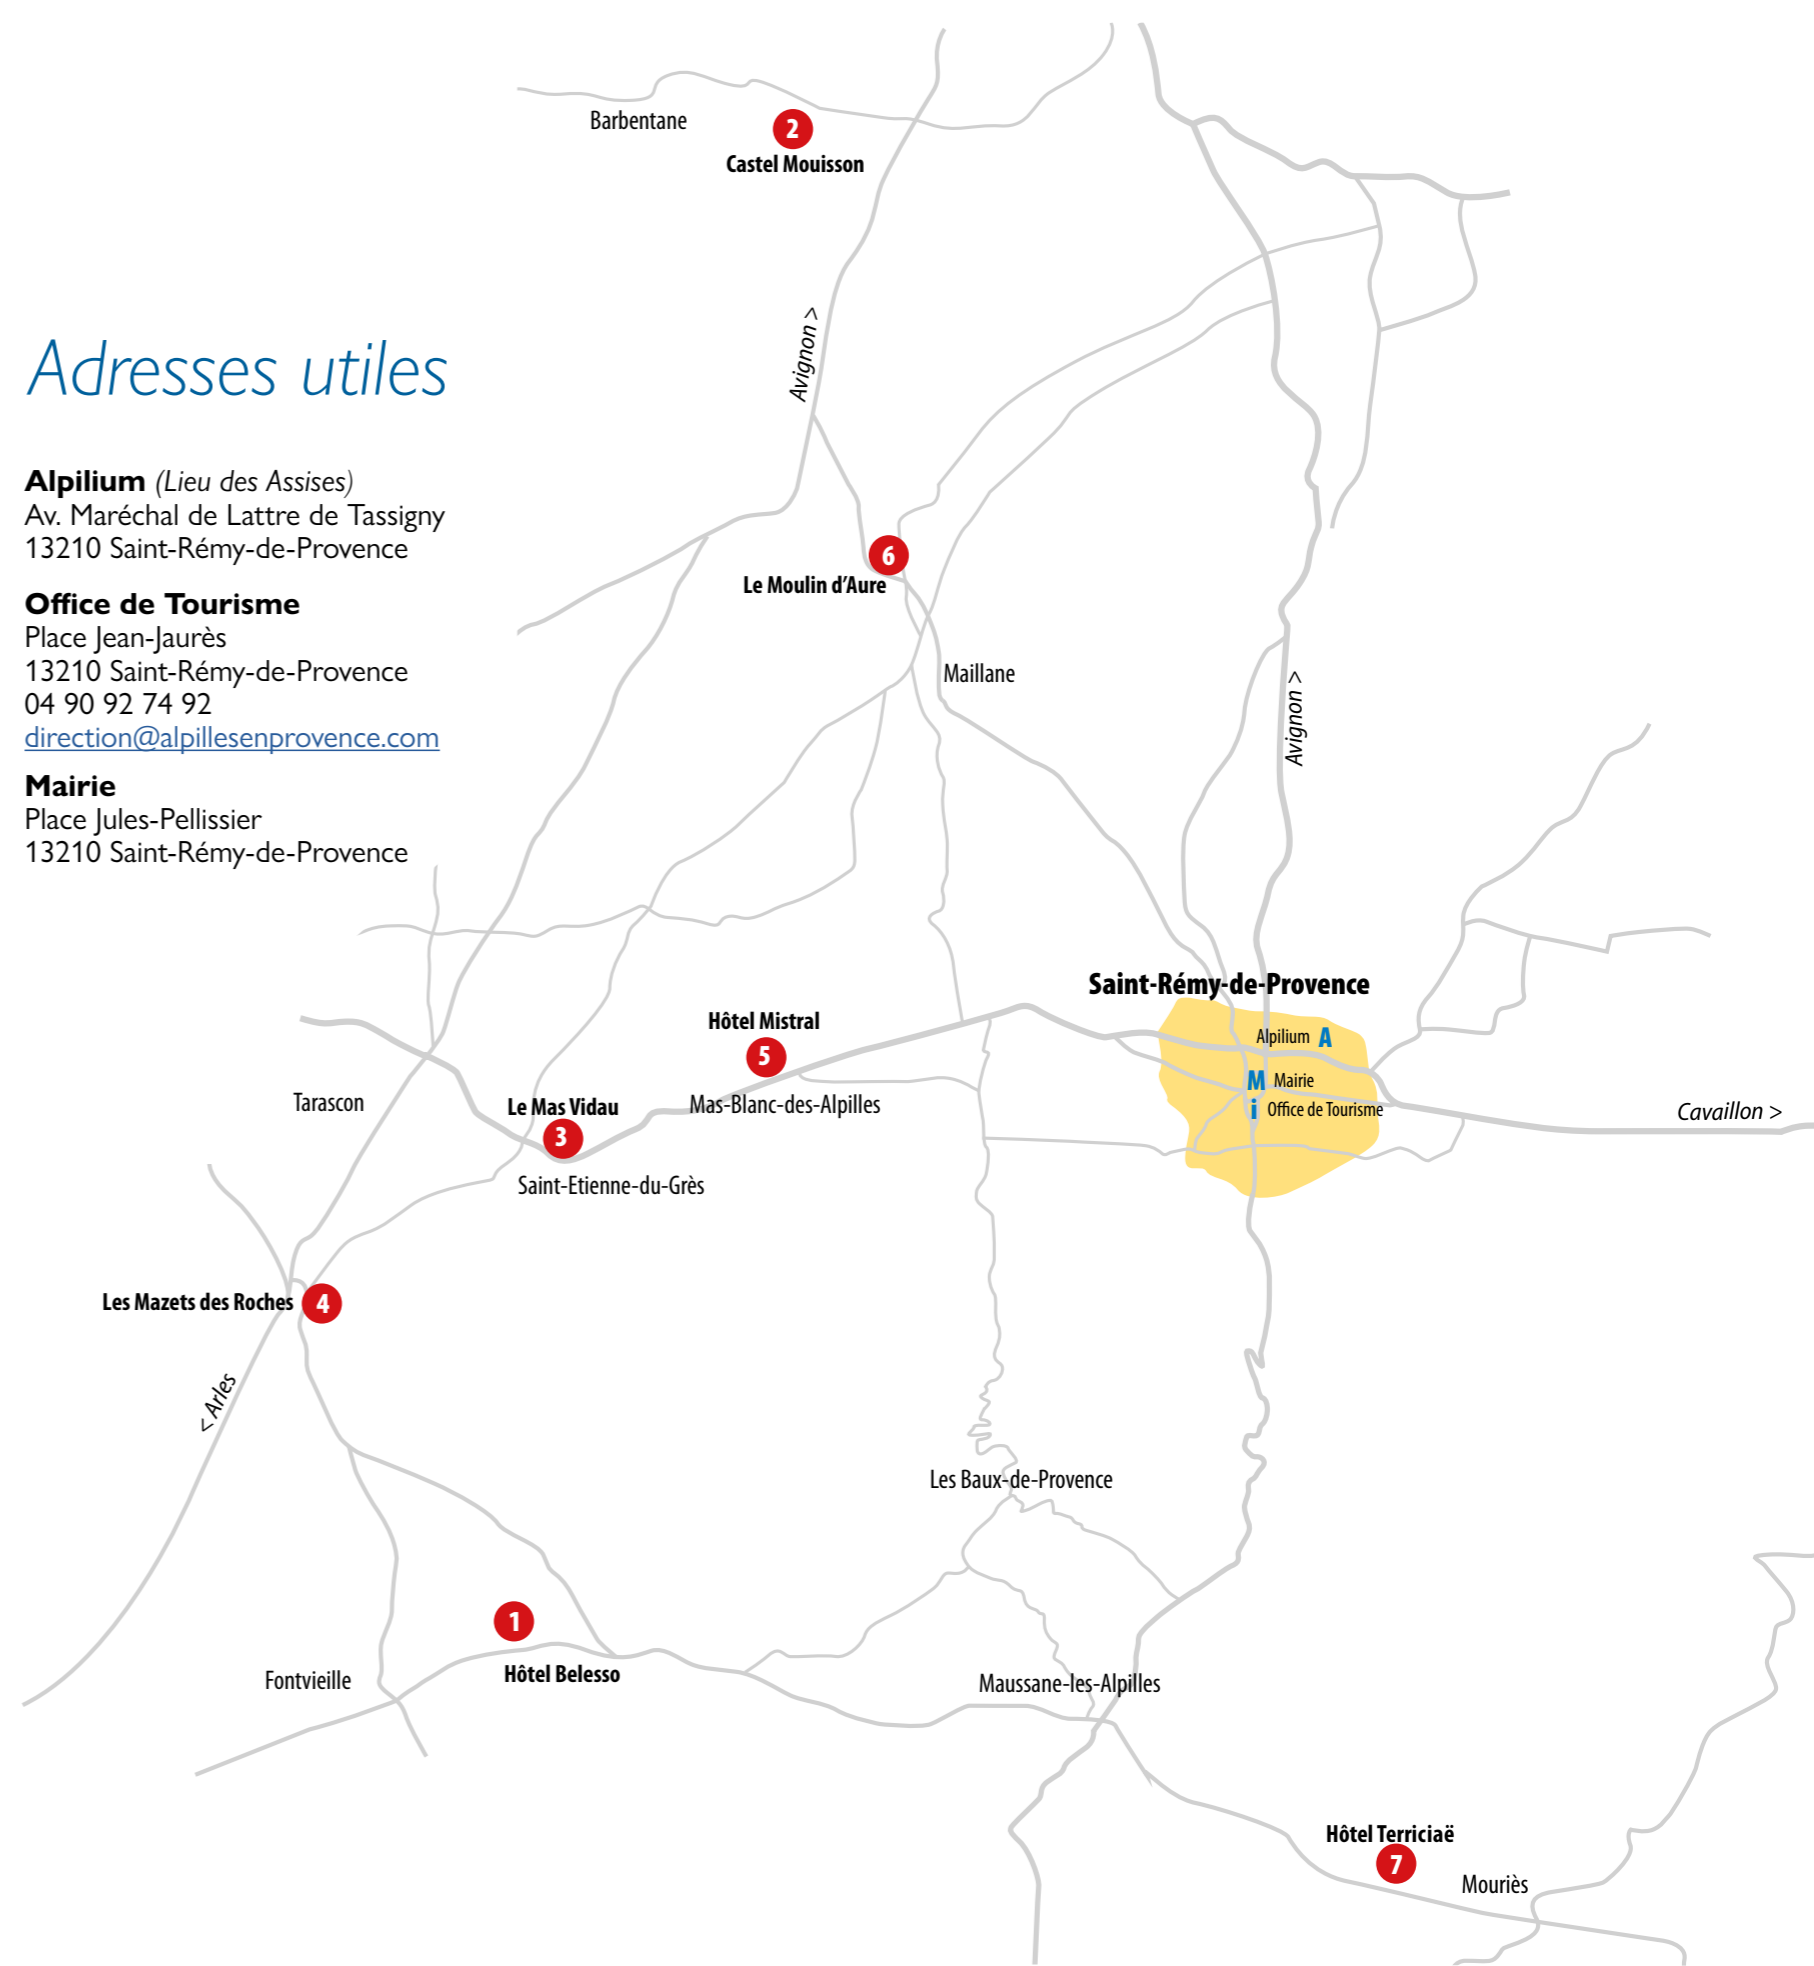 Barbentane
2
Castel Mouisson
Avignon >
Adresses utiles
Alpilium (Lieu des Assises)
Av. Maréchal de Lattre de Tassigny
13210 Saint-Rémy-de-Provence
Office de Tourisme
Place Jean-Jaurès
13210 Saint-Rémy-de-Provence
04 90 92 74 92
direction@alpillesenprovence.com
Mairie
Place Jules-Pellissier
13210 Saint-Rémy-de-Provence
6
Le Moulin d’Aure
Maillane
Avignon >
Saint-Rémy-de-Provence
Alpilium A
M Mairie
i Office de Tourisme
Cavaillon >
Hôtel Mistral
5
Mas-Blanc-des-Alpilles
Tarascon
Le Mas Vidau
3
Saint-Etienne-du-Grès
Les Mazets des Roches 4
< Arles
Les Baux-de-Provence
1
Hôtel Belesso
Fontvieille
Maussane-les-Alpilles
Hôtel Terriciaë
7
Mouriès